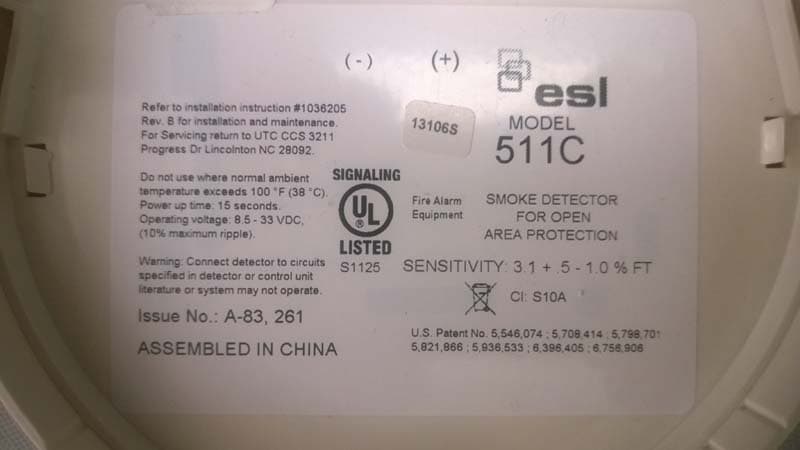 (-) (+)
esl
MODEL
511C
13106S
Refer to installation instruction #1036205
Rev. B for installation and maintenance.
For Servicing return to UTC CCS 3211
Progress Dr Lincolnton NC 28092.
Do not use where normal ambient
temperature exceeds 100 °F (38 °C).
Power up time: 15 seconds.
Operating voltage: 8.5 - 33 VDC,
(10% maximum ripple).
Warning: Connect detector to circuits
specified in detector or control unit
literature or system may not operate.
Issue No.: A-83, 261
ASSEMBLED IN CHINA
SIGNALING
UL
®
LISTED
S1125
Fire Alarm
Equipment
SMOKE DETECTOR
FOR OPEN
AREA PROTECTION
SENSITIVITY: 3.1 + .5 - 1.0 % FT
CI: S10A
U.S. Patent No. 5,546,074 ; 5,708,414 ; 5,798,701
5,821,866 ; 5,936,533 ; 6,396,405 ; 6,756,906